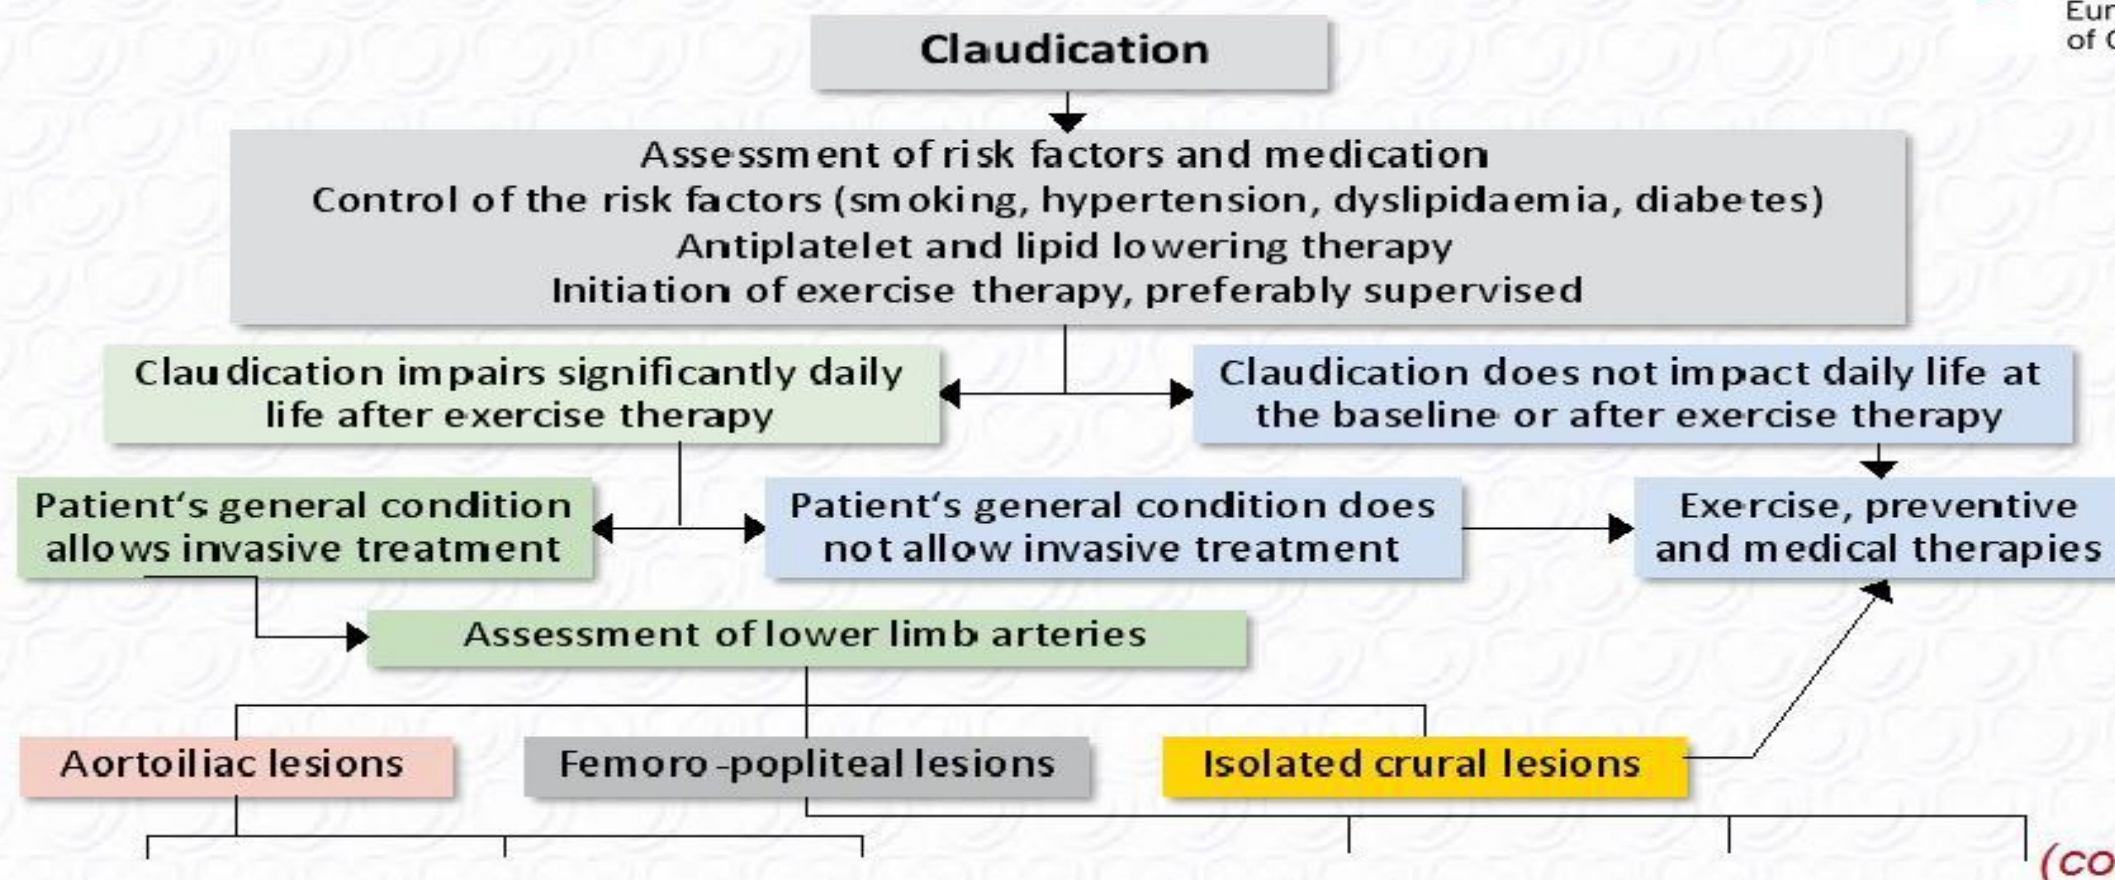 Eur
of C
Claudication
Assessment of risk factors and medication
Control of the risk factors (smoking, hypertension, dyslipidaemia, diabetes)
Antiplatelet and lipid lowering therapy
Initiation of exercise therapy, preferably supervised
Claudication impairs significantly daily
life after exercise therapy
Claudication does not impact daily life at
the baseline or after exercise therapy
Patient‘s general condition
allows invasive treatment
Patient‘s general condition does
not allow invasive treatment
Exercise, preventive
and medical therapies
Assessment of lower limb arteries
Aortoiliac lesions
Femoro-popliteal lesions
Isolated crural lesions
(co